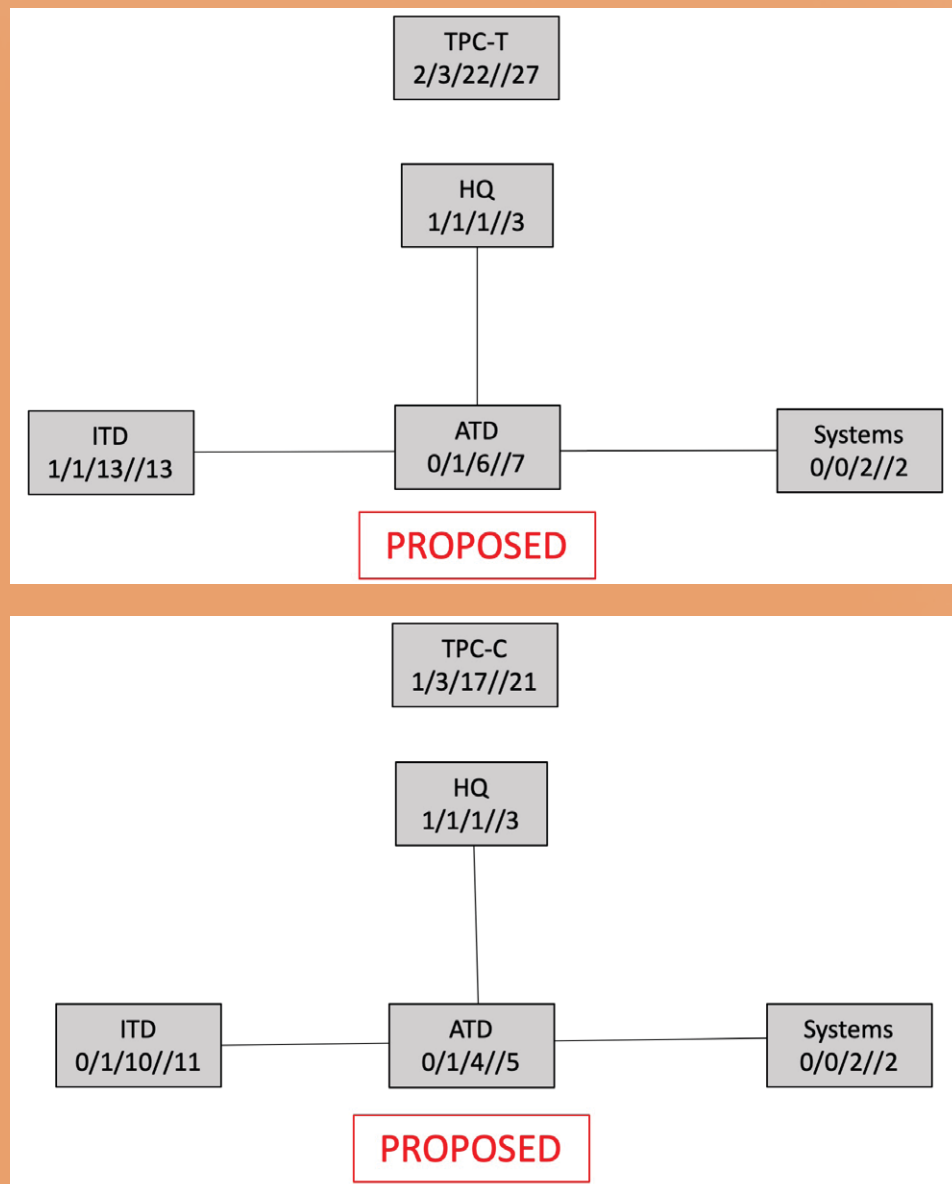 TPC-T
2/3/22//27
HQ
1/1/1//3
ITD
1/1/13//13
ATD
0/1/6//7
Systems
0/0/2//2
PROPOSED
TPC-C
1/3/17//21
HQ
1/1/1//3
ITD
0/1/10//11
ATD
0/1/4//5
Systems
0/0/2//2
PROPOSED